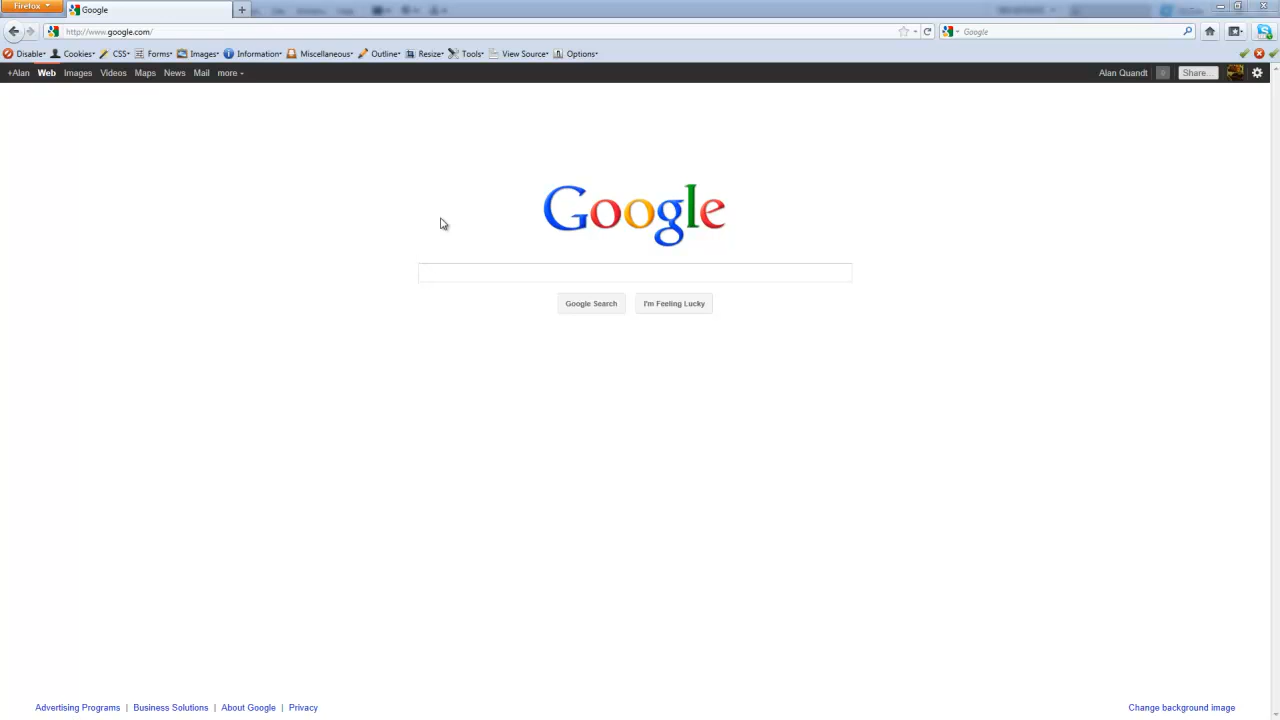 Firefox
Google
http://www.google.com/
Google
Disable
Cookies
CSS
Forms
Images
Information
Miscellaneous
Outline
Resize
Tools
View Source
Options
+Alan Web Images Videos Maps News Mail more
Alan Quandt 0 Share...
Google
Google Search
I'm Feeling Lucky
Advertising Programs | Business Solutions | About Google | Privacy
Change background image